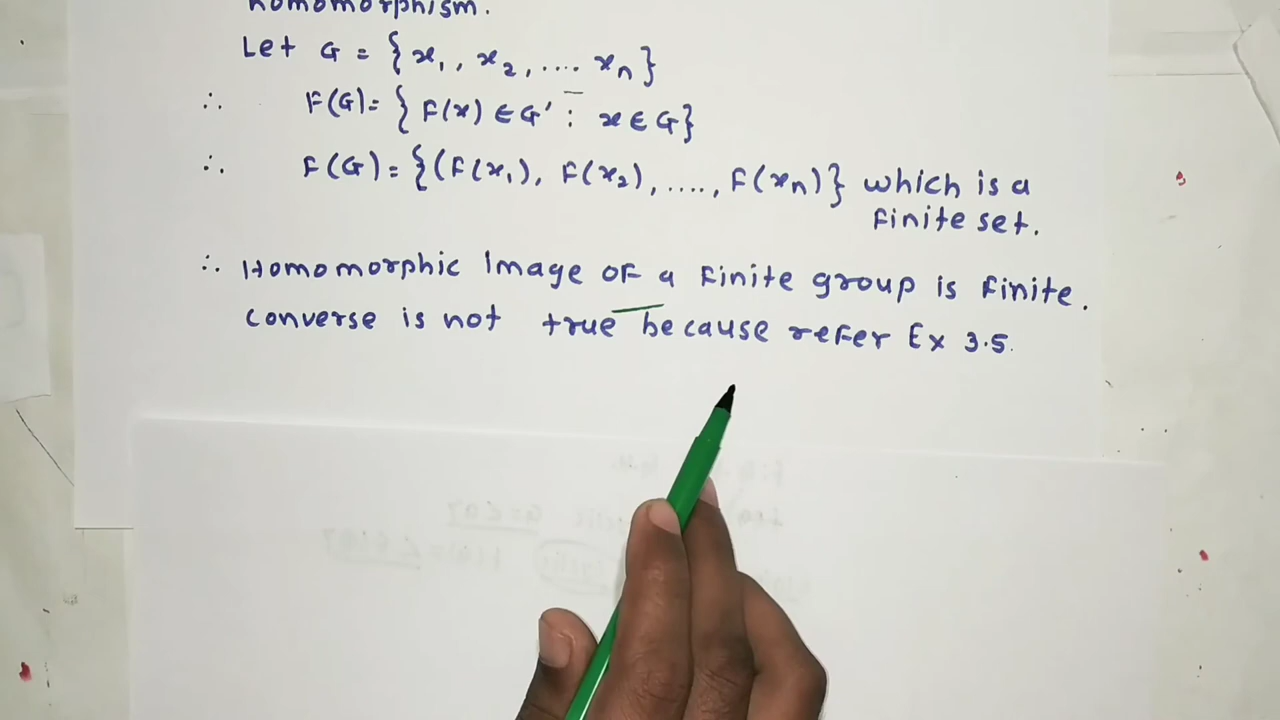 Homomorphism.
Let G = {x₁, x₂, .... xₙ}
∴ F(G)= { F(x) ∈ G' : x ∈ G}
∴ F(G)= {(F(x₁), F(x₂), ...., F(xₙ)} which is a
finite set.
∴ Homomorphic image of a finite group is finite.
converse is not true because refer Ex 3.5.